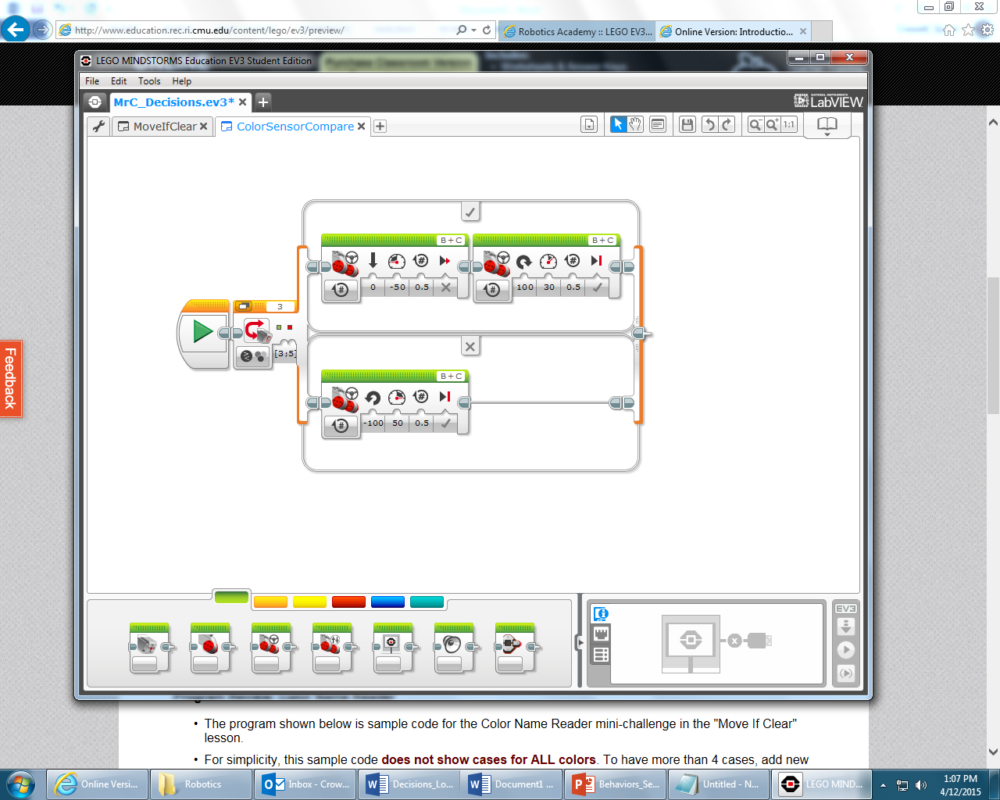 http://www.education.rec.ri.cmu.edu/content/lego/ev3/preview/
Robotics Academy :: LEGO EV3...
Online Version: Introductio...
LEGO MINDSTORMS Education EV3 Student Edition
File Edit Tools Help
MrC_Decisions.ev3*
NATIONAL INSTRUMENTS
LabVIEW
MoveIfClear
ColorSensorCompare
1:1
B + C
B + C
0 -50 0.5
100 30 0.5
3
[3;5]
B + C
-100 50 0.5
Feedback
EV3
• The program shown below is sample code for the Color Name Reader mini-challenge in the "Move If Clear"
lesson.
• For simplicity, this sample code does not show cases for ALL colors. To have more than 4 cases, add new
Online Versi...
Robotics
Inbox - Crow...
Decisions_Lo...
Document1 ...
Behaviors_Se...
Untitled - N...
LEGO MIND...
1:07 PM
4/12/2015